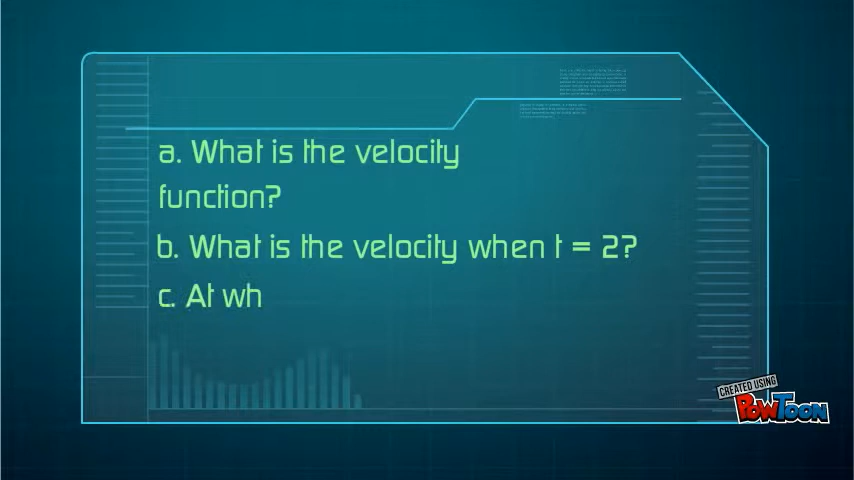 a. What is the velocity
function?
b. What is the velocity when t = 2?
c. At wh
CREATED USING
POWTOON